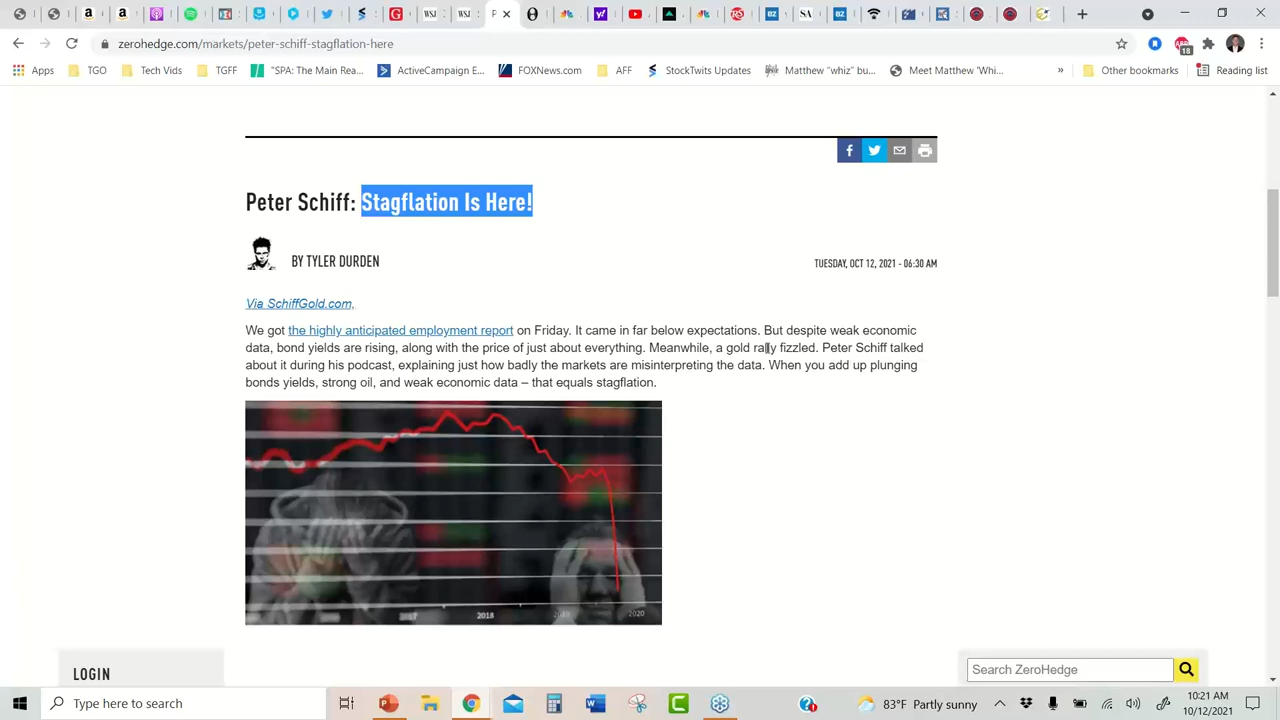 zerohedge.com/markets/peter-schiff-stagflation-here
18
Apps TGO Tech Vids TGFF "SPA: The Main Rea... ActiveCampaign E... FOXNews.com AFF StockTwits Updates Matthew "whiz" bu... Meet Matthew 'Whi... » Other bookmarks Reading list
Peter Schiff: Stagflation Is Here!
BY TYLER DURDEN
TUESDAY, OCT 12, 2021 - 06:30 AM
Via SchiffGold.com,
We got the highly anticipated employment report on Friday. It came in far below expectations. But despite weak economic
data, bond yields are rising, along with the price of just about everything. Meanwhile, a gold rally fizzled. Peter Schiff talked
about it during his podcast, explaining just how badly the markets are misinterpreting the data. When you add up plunging
bonds yields, strong oil, and weak economic data – that equals stagflation.
2017 2018 2019 2020
LOGIN
Search ZeroHedge
Type here to search
83°F Partly sunny
10:21 AM
10/12/2021